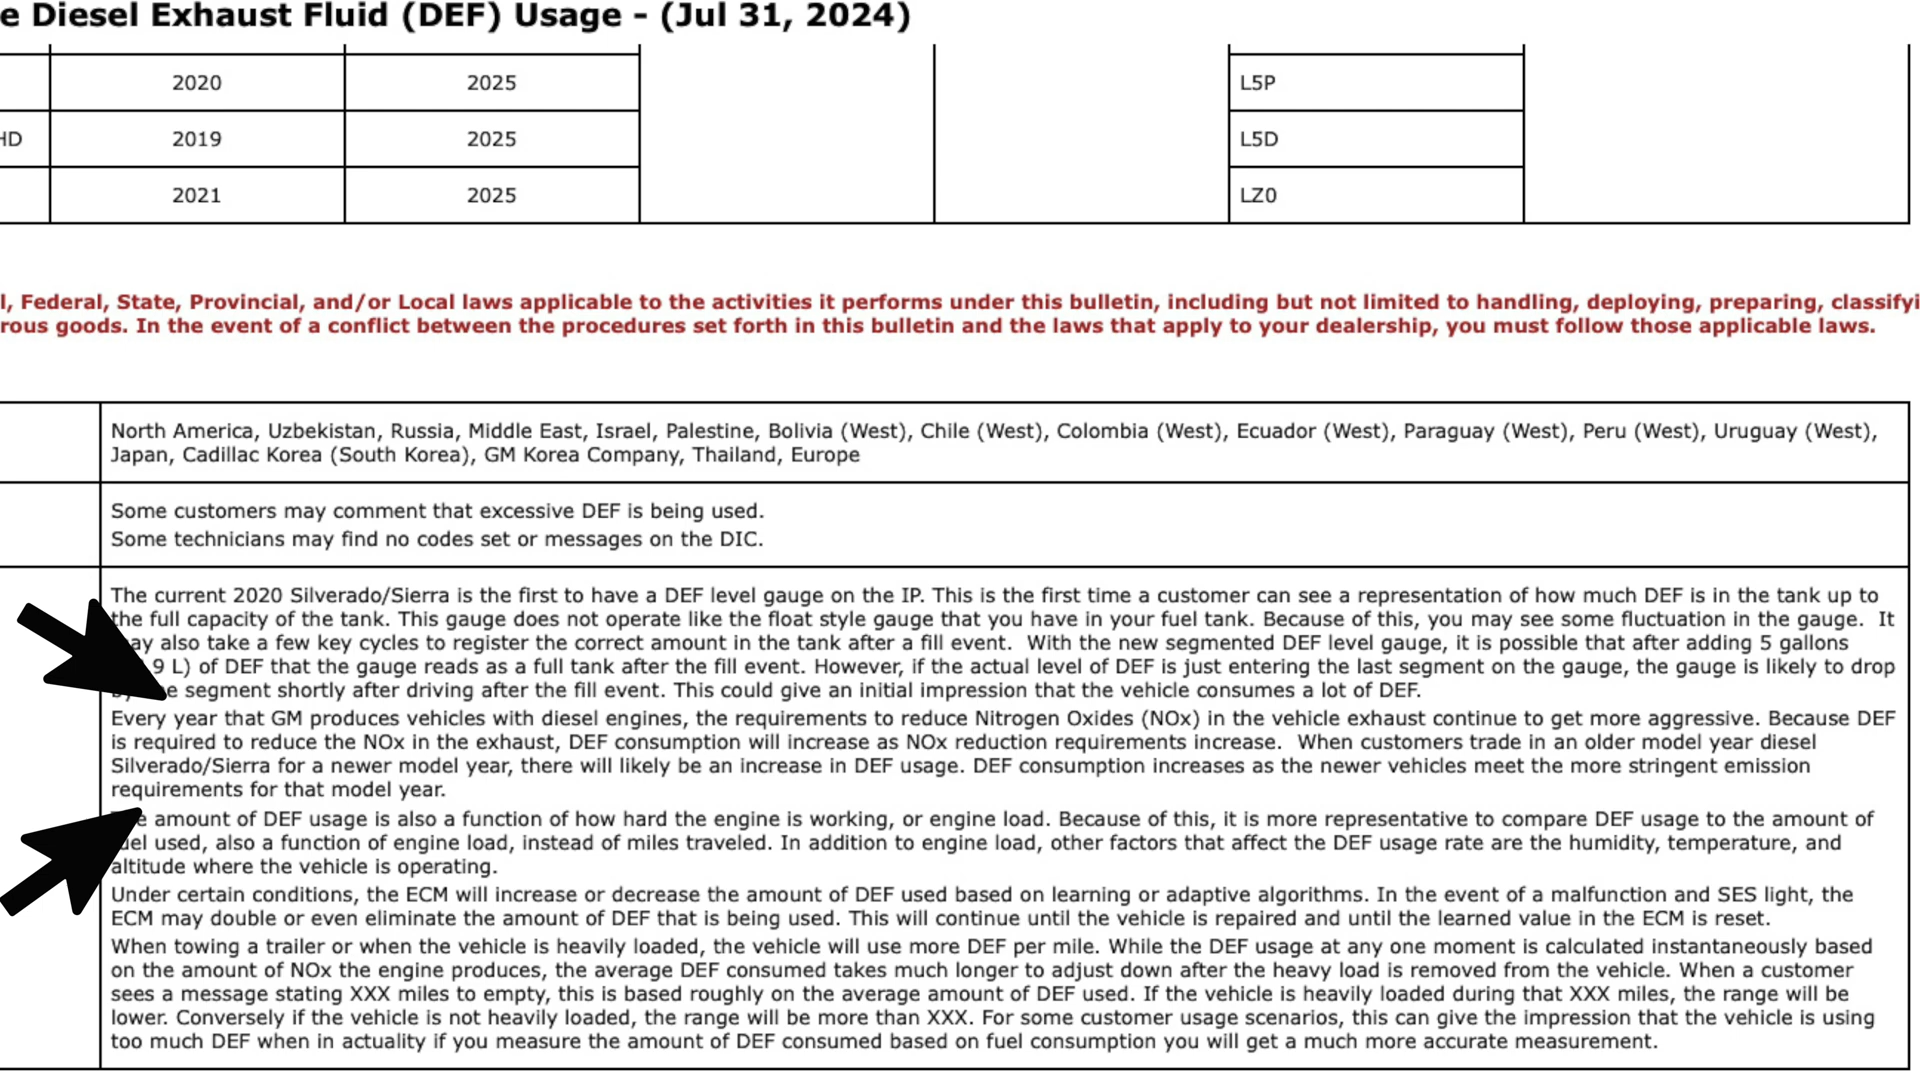 e Diesel Exhaust Fluid (DEF) Usage - (Jul 31, 2024)
2020 2025 L5P
HD 2019 2025 L5D
2021 2025 LZ0
l, Federal, State, Provincial, and/or Local laws applicable to the activities it performs under this bulletin, including but not limited to handling, deploying, preparing, classifyi
rous goods. In the event of a conflict between the procedures set forth in this bulletin and the laws that apply to your dealership, you must follow those applicable laws.
North America, Uzbekistan, Russia, Middle East, Israel, Palestine, Bolivia (West), Chile (West), Colombia (West), Ecuador (West), Paraguay (West), Peru (West), Uruguay (West),
Japan, Cadillac Korea (South Korea), GM Korea Company, Thailand, Europe
Some customers may comment that excessive DEF is being used.
Some technicians may find no codes set or messages on the DIC.
The current 2020 Silverado/Sierra is the first to have a DEF level gauge on the IP. This is the first time a customer can see a representation of how much DEF is in the tank up to
the full capacity of the tank. This gauge does not operate like the float style gauge that you have in your fuel tank. Because of this, you may see some fluctuation in the gauge. It
ay also take a few key cycles to register the correct amount in the tank after a fill event. With the new segmented DEF level gauge, it is possible that after adding 5 gallons
9 L) of DEF that the gauge reads as a full tank after the fill event. However, if the actual level of DEF is just entering the last segment on the gauge, the gauge is likely to drop
segment shortly after driving after the fill event. This could give an initial impression that the vehicle consumes a lot of DEF.
Every year that GM produces vehicles with diesel engines, the requirements to reduce Nitrogen Oxides (NOx) in the vehicle exhaust continue to get more aggressive. Because DEF
is required to reduce the NOx in the exhaust, DEF consumption will increase as NOx reduction requirements increase. When customers trade in an older model year diesel
Silverado/Sierra for a newer model year, there will likely be an increase in DEF usage. DEF consumption increases as the newer vehicles meet the more stringent emission
requirements for that model year.
amount of DEF usage is also a function of how hard the engine is working, or engine load. Because of this, it is more representative to compare DEF usage to the amount of
uel used, also a function of engine load, instead of miles traveled. In addition to engine load, other factors that affect the DEF usage rate are the humidity, temperature, and
altitude where the vehicle is operating.
Under certain conditions, the ECM will increase or decrease the amount of DEF used based on learning or adaptive algorithms. In the event of a malfunction and SES light, the
ECM may double or even eliminate the amount of DEF that is being used. This will continue until the vehicle is repaired and until the learned value in the ECM is reset.
When towing a trailer or when the vehicle is heavily loaded, the vehicle will use more DEF per mile. While the DEF usage at any one moment is calculated instantaneously based
on the amount of NOx the engine produces, the average DEF consumed takes much longer to adjust down after the heavy load is removed from the vehicle. When a customer
sees a message stating XXX miles to empty, this is based roughly on the average amount of DEF used. If the vehicle is heavily loaded during that XXX miles, the range will be
lower. Conversely if the vehicle is not heavily loaded, the range will be more than XXX. For some customer usage scenarios, this can give the impression that the vehicle is using
too much DEF when in actuality if you measure the amount of DEF consumed based on fuel consumption you will get a much more accurate measurement.